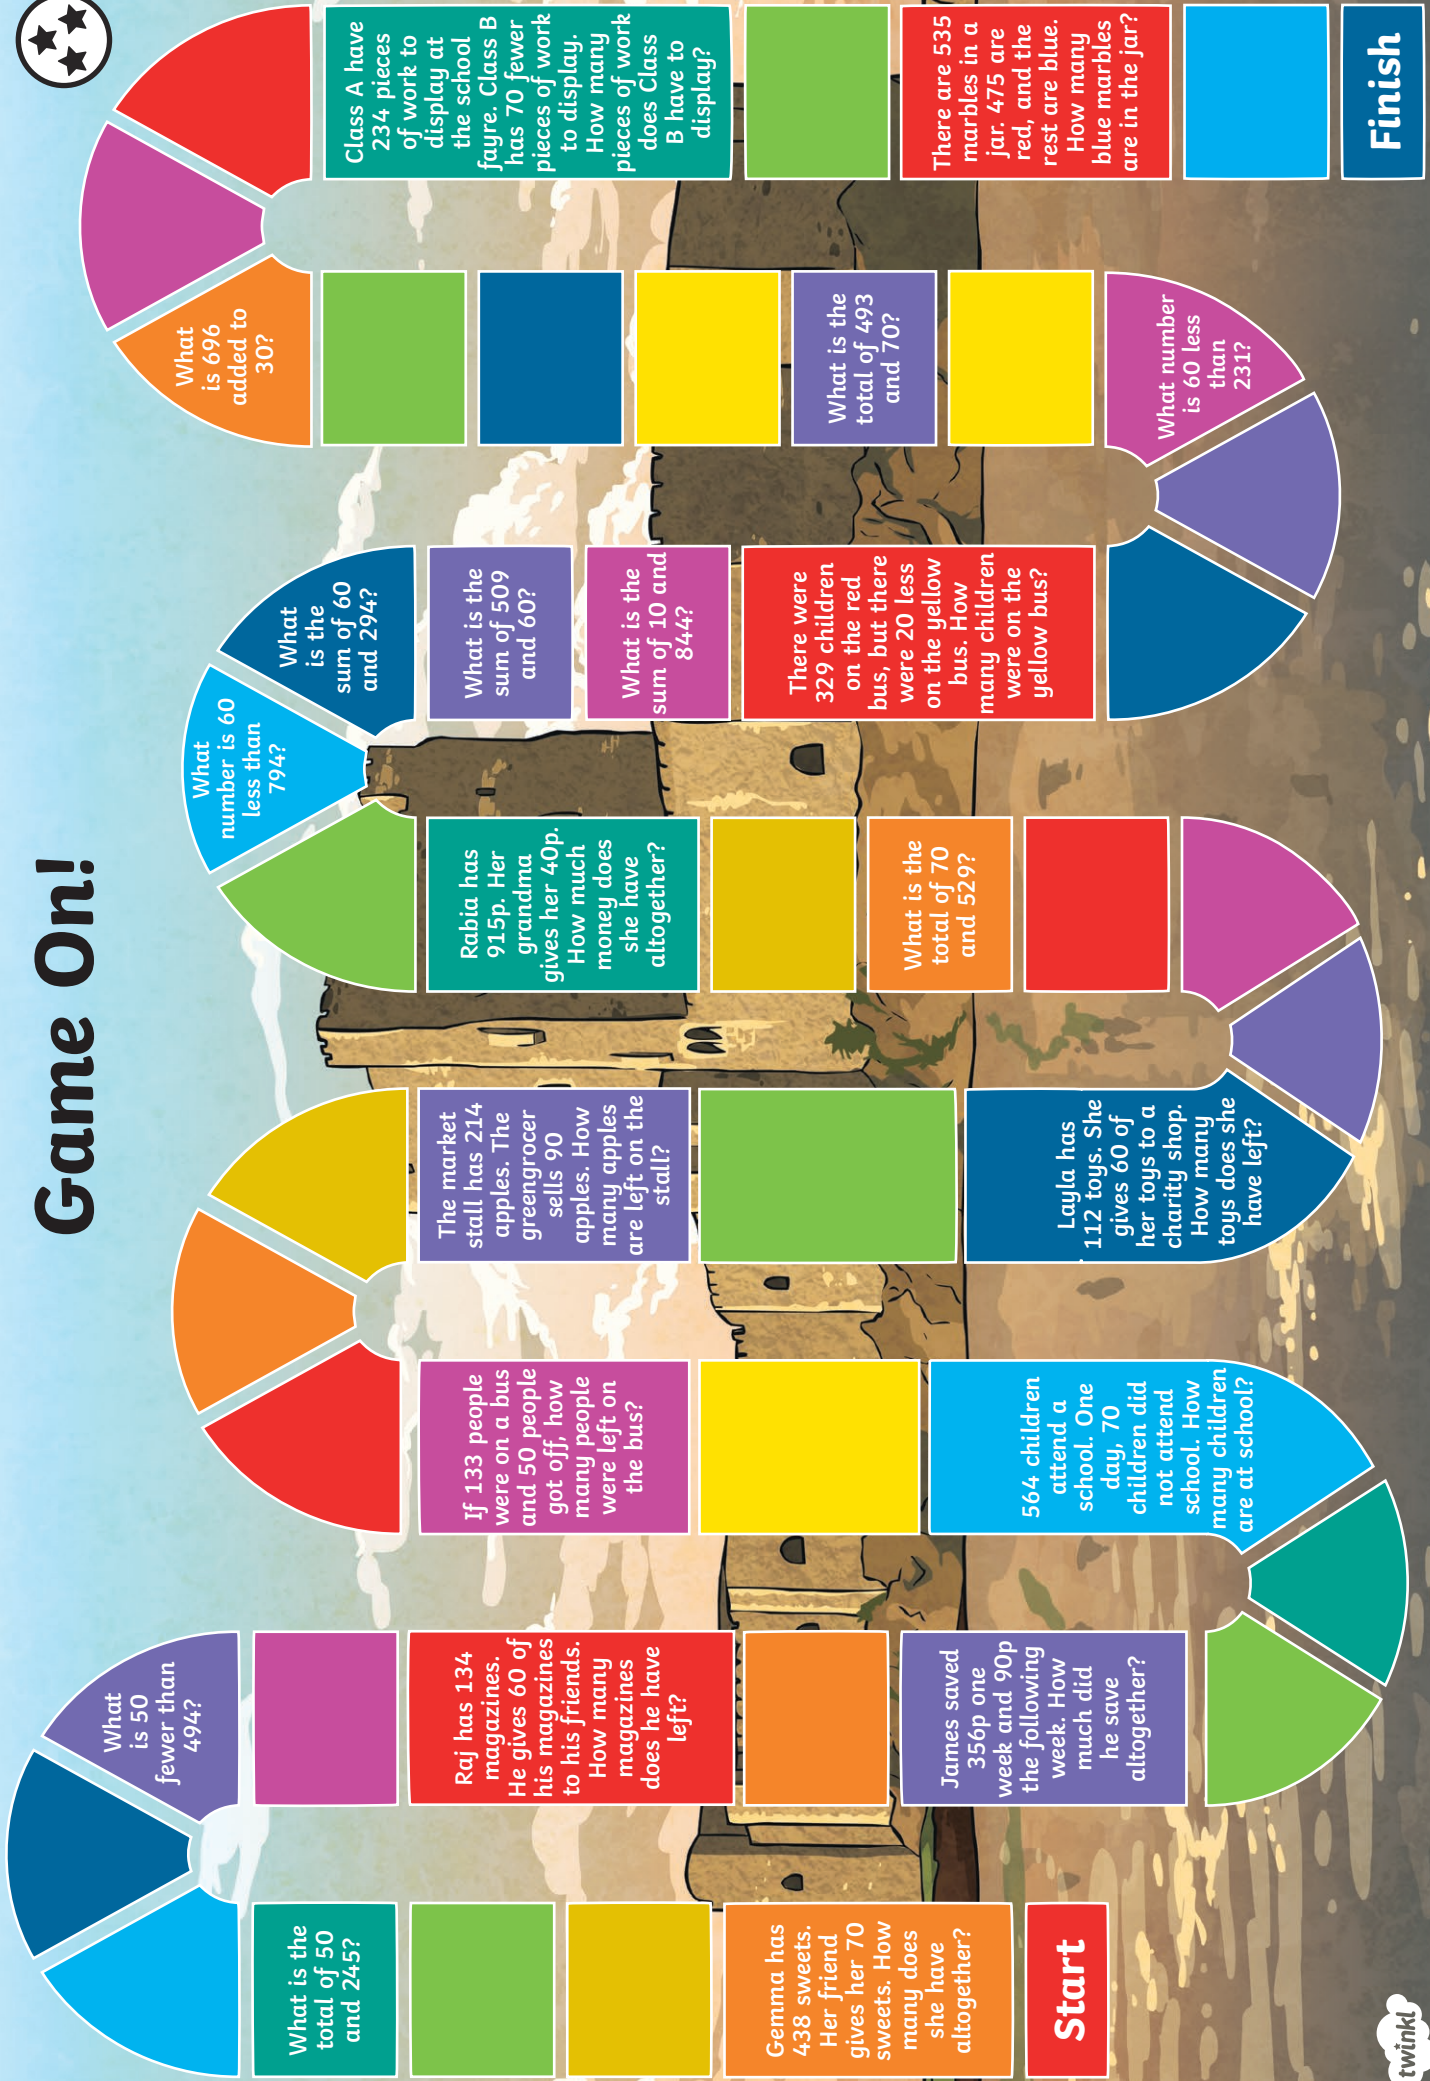 Game On!
Start
Gemma has
438 sweets.
Her friend
gives her 70
sweets. How
many does
she have
altogether?
What is the
total of 50
and 245?
What
is 50
fewer than
494?
Raj has 134
magazines.
He gives 60 of
his magazines
to his friends.
How many
magazines
does he have
left?
James saved
356p one
week and 90p
the following
week. How
much did
he save
altogether?
564 children
attend a
school. One
day, 70
children did
not attend
school. How
many children
are at school?
If 133 people
were on a bus
and 50 people
got off, how
many people
were left on
the bus?
The market
stall has 214
apples. The
greengrocer
sells 90
apples. How
many apples
are left on the
stall?
Layla has
112 toys. She
gives 60 of
her toys to a
charity shop.
How many
toys does she
have left?
What is the
total of 70
and 529?
Rabia has
915p. Her
grandma
gives her 40p.
How much
money does
she have
altogether?
What
number is 60
less than
794?
What
is the
sum of 60
and 294?
What is the
sum of 509
and 60?
What is the
sum of 10 and
844?
There were
329 children
on the red
bus, but there
were 20 less
on the yellow
bus. How
many children
were on the
yellow bus?
What number
is 60 less
than
231?
What is the
total of 493
and 70?
What
is 696
added to
30?
Class A have
234 pieces
of work to
display at
the school
fayre. Class B
has 70 fewer
pieces of work
to display.
How many
pieces of work
does Class
B have to
display?
There are 535
marbles in a
jar. 475 are
red, and the
rest are blue.
How many
blue marbles
are in the jar?
Finish
twinkl